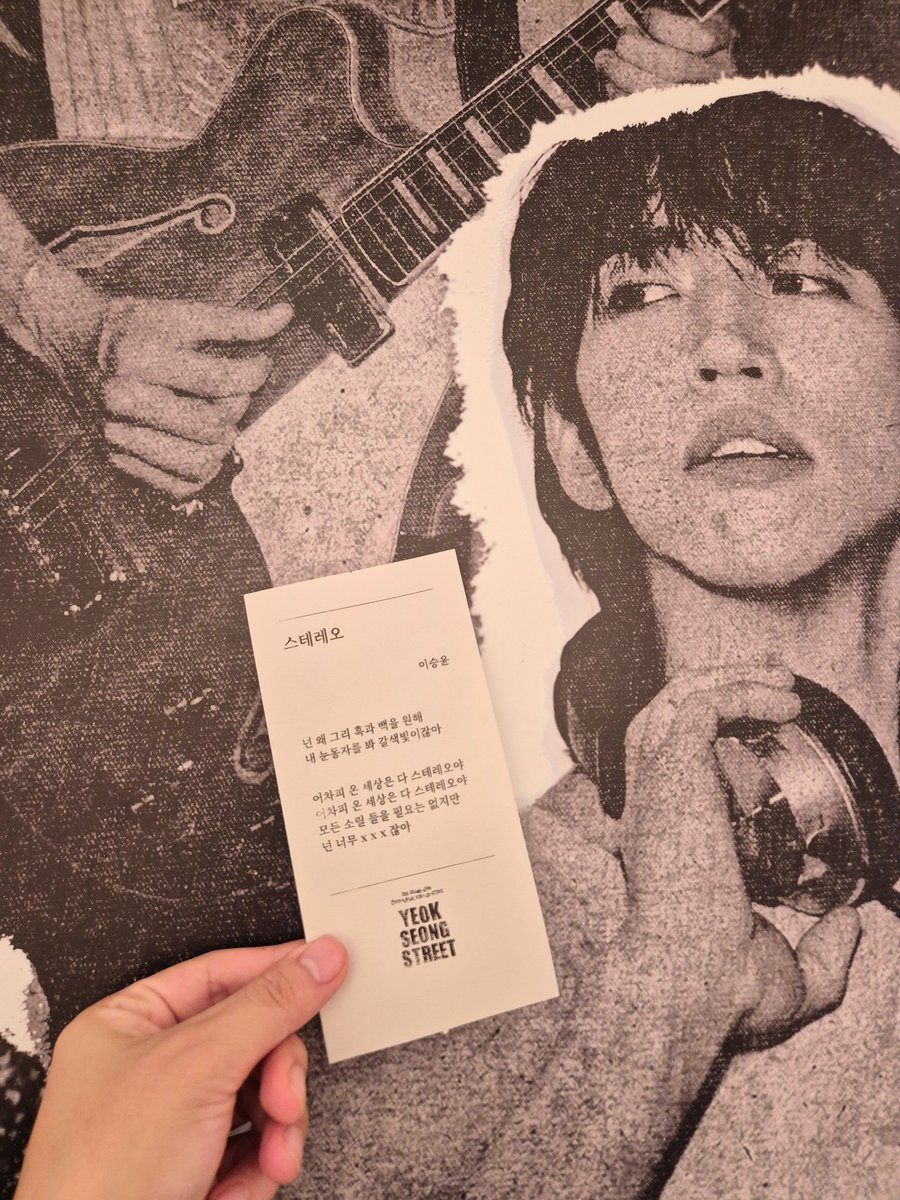 스테레오
이승윤
넌 왜 그리 흑과 백을 원해
내 눈동자를 봐 갈색빛이잖아
어차피 온 세상은 다 스테레오야
어차피 온 세상은 다 스테레오야
모든 소릴 들을 필요는 없지만
넌 너무 x x x 잖아
YEOK
SEONG
STREET